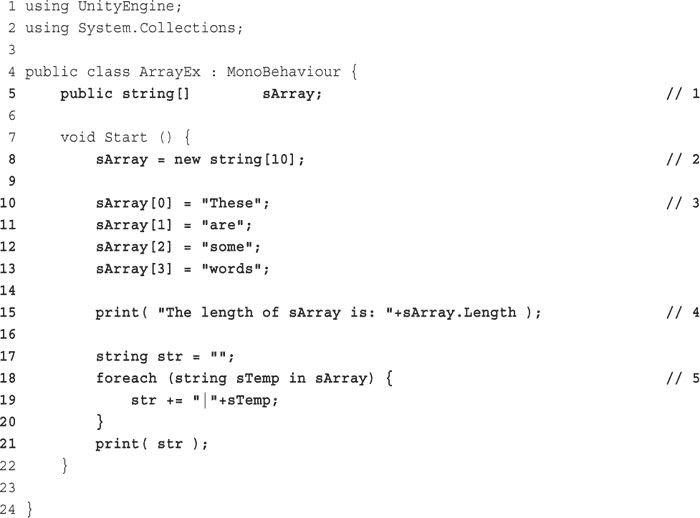 1 using UnityEngine;
2 using System.Collections;
3
4 public class ArrayEx : MonoBehaviour {
5     public string[]        sArray;                                       // 1
6
7     void Start () {
8         sArray = new string[10];                                         // 2
9
10         sArray[0] = "These";                                             // 3
11         sArray[1] = "are";
12         sArray[2] = "some";
13         sArray[3] = "words";
14
15         print( "The length of sArray is: "+sArray.Length );              // 4
16
17         string str = "";
18         foreach (string sTemp in sArray) {                               // 5
19             str += "|"+sTemp;
20         }
21         print( str );
22     }
23
24 }